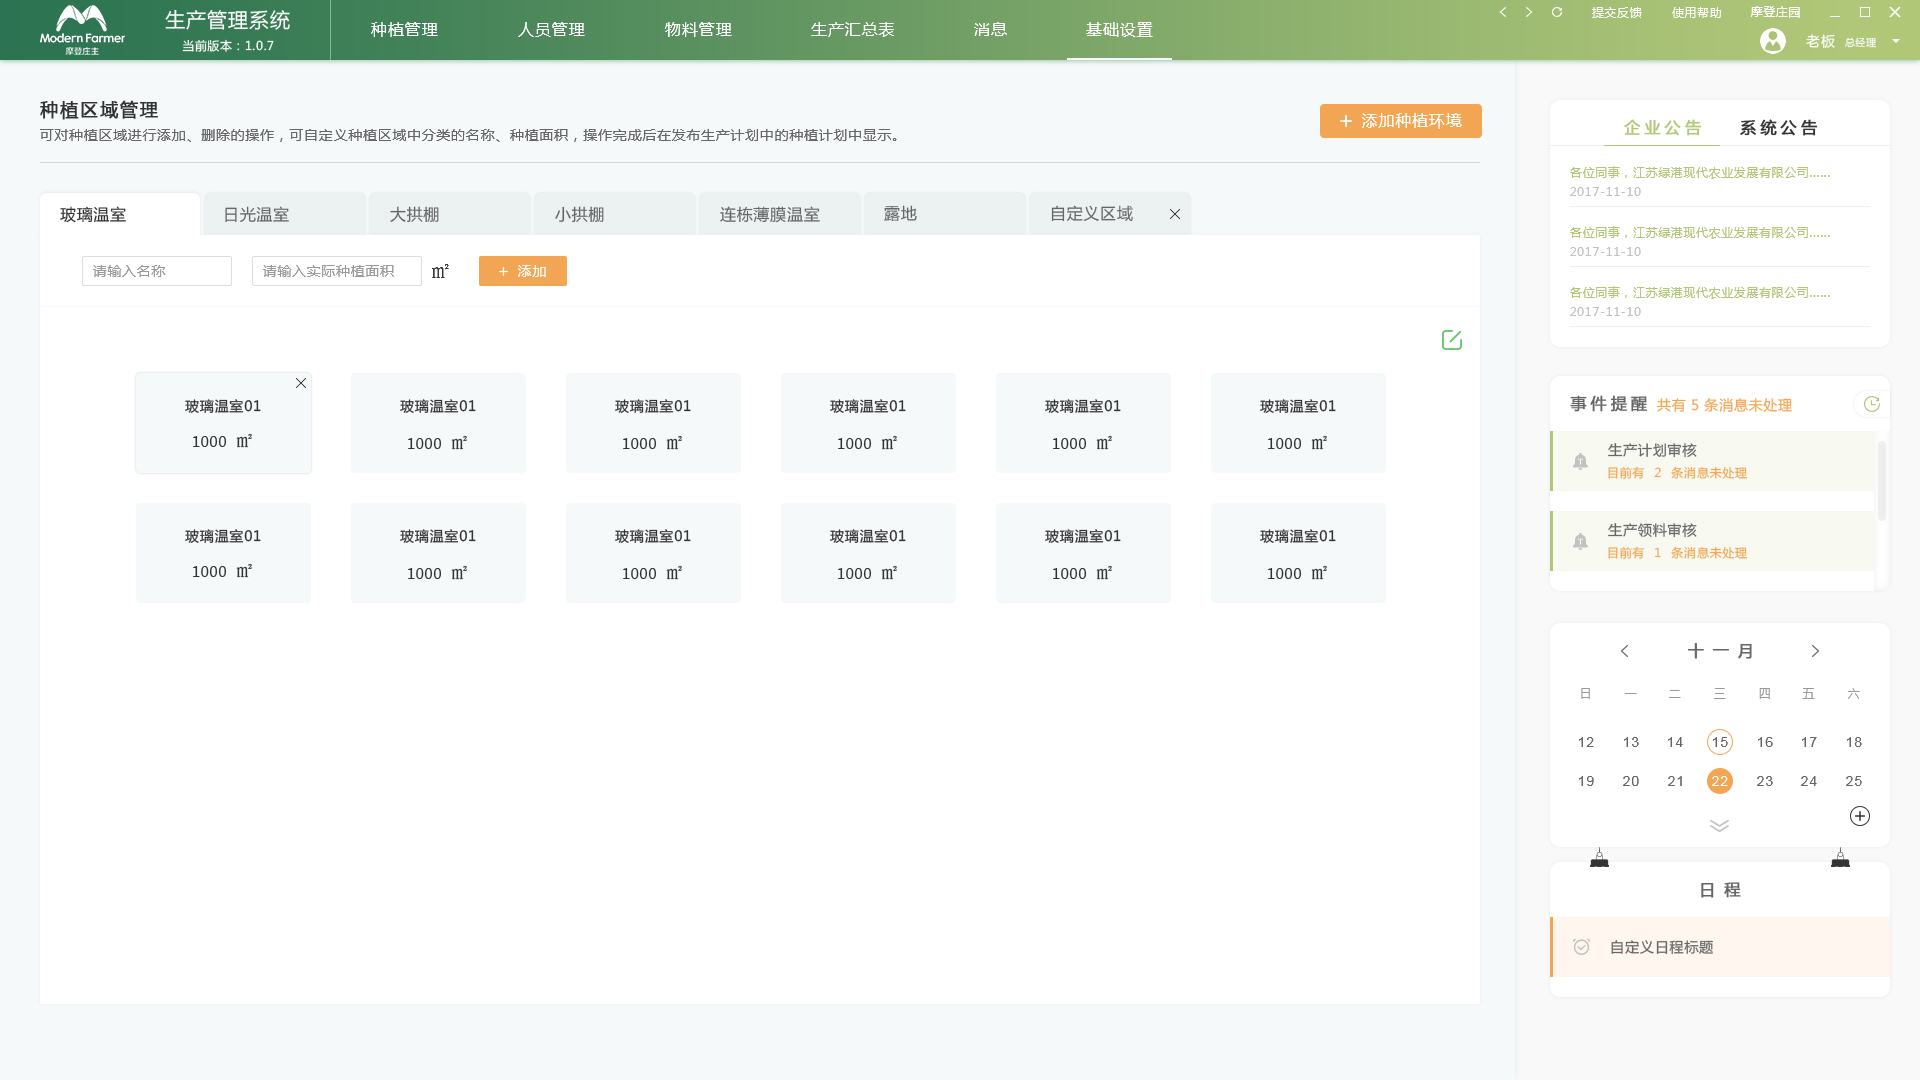 Modern Farmer
摩登庄主
生产管理系统
当前版本：1.0.7
种植管理
人员管理
物料管理
生产汇总表
消息
基础设置
提交反馈
使用帮助
摩登庄园
老板 总经理
种植区域管理
可对种植区域进行添加、删除的操作，可自定义种植区域中分类的名称、种植面积，操作完成后在发布生产计划中的种植计划中显示。
+ 添加种植环境
玻璃温室
日光温室
大拱棚
小拱棚
连栋薄膜温室
露地
自定义区域
请输入名称
请输入实际种植面积 ㎡
+ 添加
玻璃温室01
1000 ㎡
玻璃温室01
1000 ㎡
玻璃温室01
1000 ㎡
玻璃温室01
1000 ㎡
玻璃温室01
1000 ㎡
玻璃温室01
1000 ㎡
玻璃温室01
1000 ㎡
玻璃温室01
1000 ㎡
玻璃温室01
1000 ㎡
玻璃温室01
1000 ㎡
玻璃温室01
1000 ㎡
玻璃温室01
1000 ㎡
企业公告 系统公告
各位同事，江苏绿港现代农业发展有限公司......
2017-11-10
各位同事，江苏绿港现代农业发展有限公司......
2017-11-10
各位同事，江苏绿港现代农业发展有限公司......
2017-11-10
事件提醒 共有 5 条消息未处理
生产计划审核
目前有 2 条消息未处理
生产领料审核
目前有 1 条消息未处理
十一月
日 一 二 三 四 五 六
12 13 14 15 16 17 18
19 20 21 22 23 24 25
日程
自定义日程标题